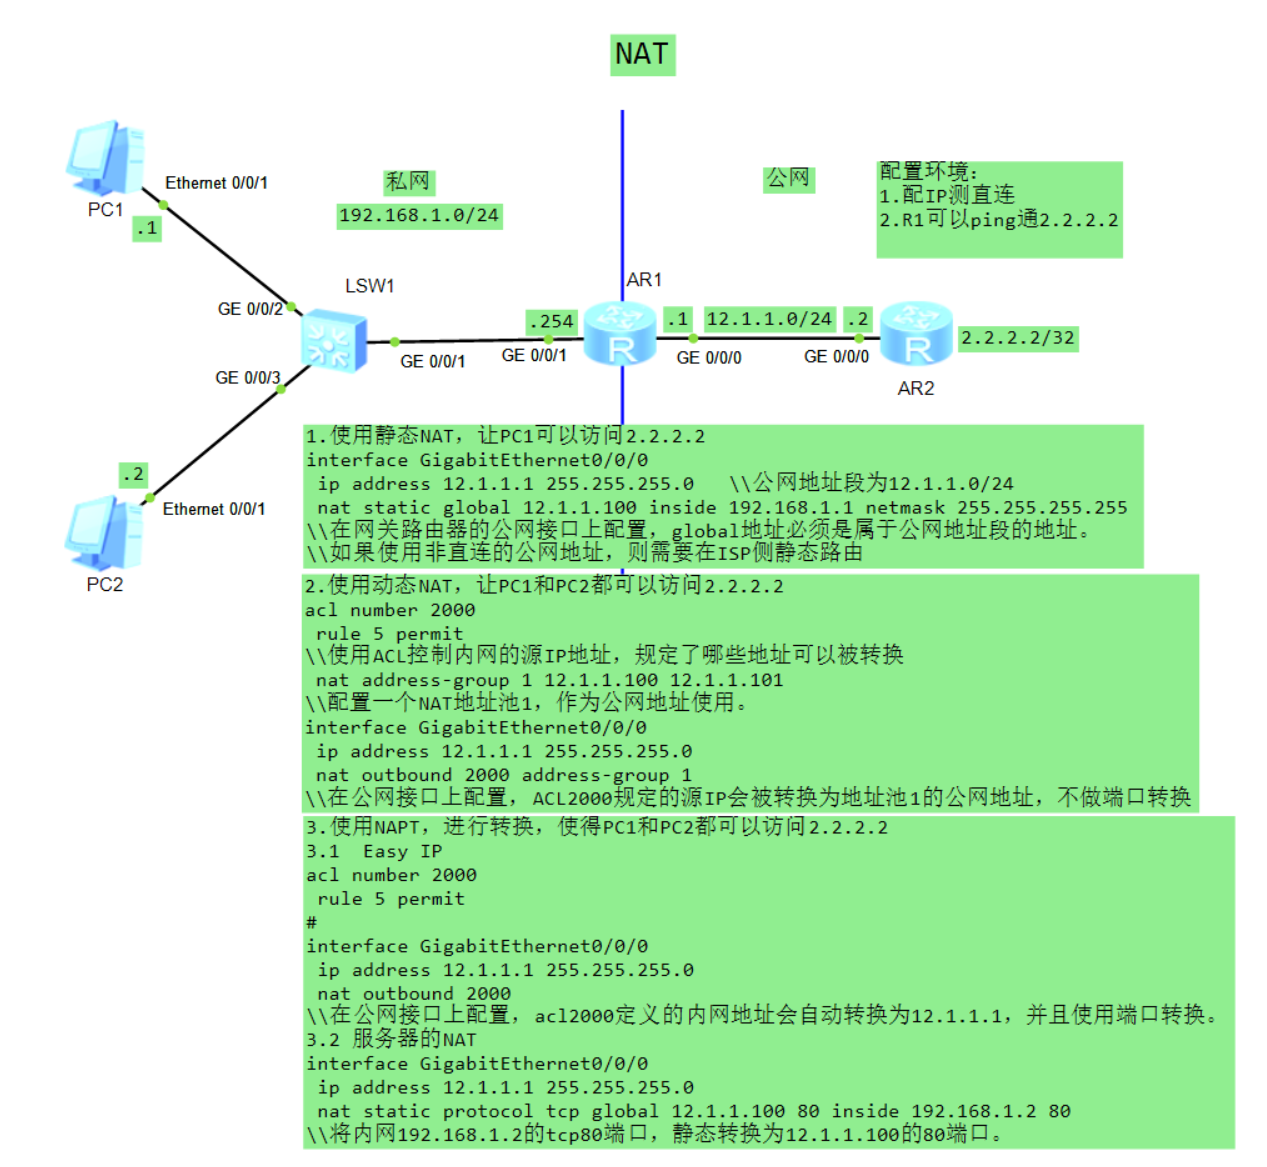 NAT
Ethernet 0/0/1
PC1
.1
私网
192.168.1.0/24
公网
配置环境：
1.配IP测直连
2.R1可以ping通2.2.2.2
LSW1
AR1
GE 0/0/2
.254
.1
12.1.1.0/24
.2
2.2.2.2/32
GE 0/0/1
GE 0/0/1
GE 0/0/0
GE 0/0/0
GE 0/0/3
AR2
.2
Ethernet 0/0/1
PC2
1.使用静态NAT，让PC1可以访问2.2.2.2
interface GigabitEthernet0/0/0
ip address 12.1.1.1 255.255.255.0 \\公网地址段为12.1.1.0/24
nat static global 12.1.1.100 inside 192.168.1.1 netmask 255.255.255.255
\\在网关路由器的公网接口上配置，global地址必须是属于公网地址段的地址。
\\如果使用非直连的公网地址，则需要在ISP侧静态路由
2.使用动态NAT，让PC1和PC2都可以访问2.2.2.2
acl number 2000
rule 5 permit
\\使用ACL控制内网的源IP地址，规定了哪些地址可以被转换
nat address-group 1 12.1.1.100 12.1.1.101
\\配置一个NAT地址池1，作为公网地址使用。
interface GigabitEthernet0/0/0
ip address 12.1.1.1 255.255.255.0
nat outbound 2000 address-group 1
\\在公网接口上配置，ACL2000规定的源IP会被转换为地址池1的公网地址，不做端口转换
3.使用NAPT，进行转换，使得PC1和PC2都可以访问2.2.2.2
3.1 Easy IP
acl number 2000
rule 5 permit
#
interface GigabitEthernet0/0/0
ip address 12.1.1.1 255.255.255.0
nat outbound 2000
\\在公网接口上配置，acl2000定义的内网地址会自动转换为12.1.1.1，并且使用端口转换。
3.2 服务器的NAT
interface GigabitEthernet0/0/0
ip address 12.1.1.1 255.255.255.0
nat static protocol tcp global 12.1.1.100 80 inside 192.168.1.2 80
\\将内网192.168.1.2的tcp80端口，静态转换为12.1.1.100的80端口。